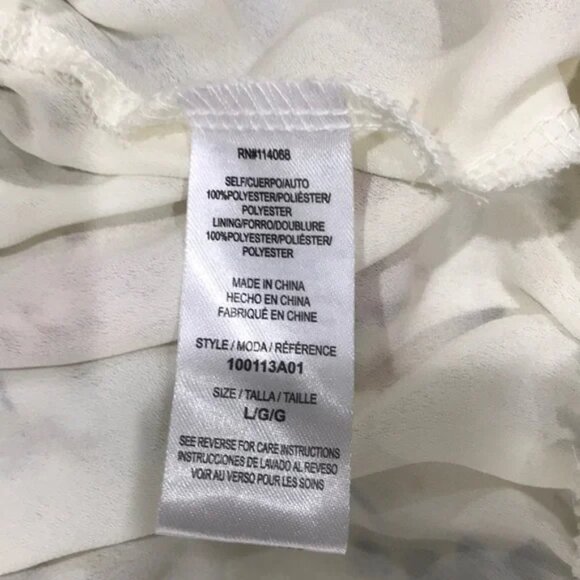 RN#114068
SELF/CUERPO/AUTO
100%POLYESTER/POLIÉSTER/
POLYESTER
LINING/FORRO/DOUBLURE
100%POLYESTER/POLIÉSTER/
POLYESTER
MADE IN CHINA
HECHO EN CHINA
FABRIQUÉ EN CHINE
STYLE / MODA / RÉFÉRENCE
100113A01
SIZE / TALLA / TAILLE
L/G/G
SEE REVERSE FOR CARE INSTRUCTIONS
INSTRUCCIONES DE LAVADO AL REVESO
VOIR AU VERSO POUR LES SOINS